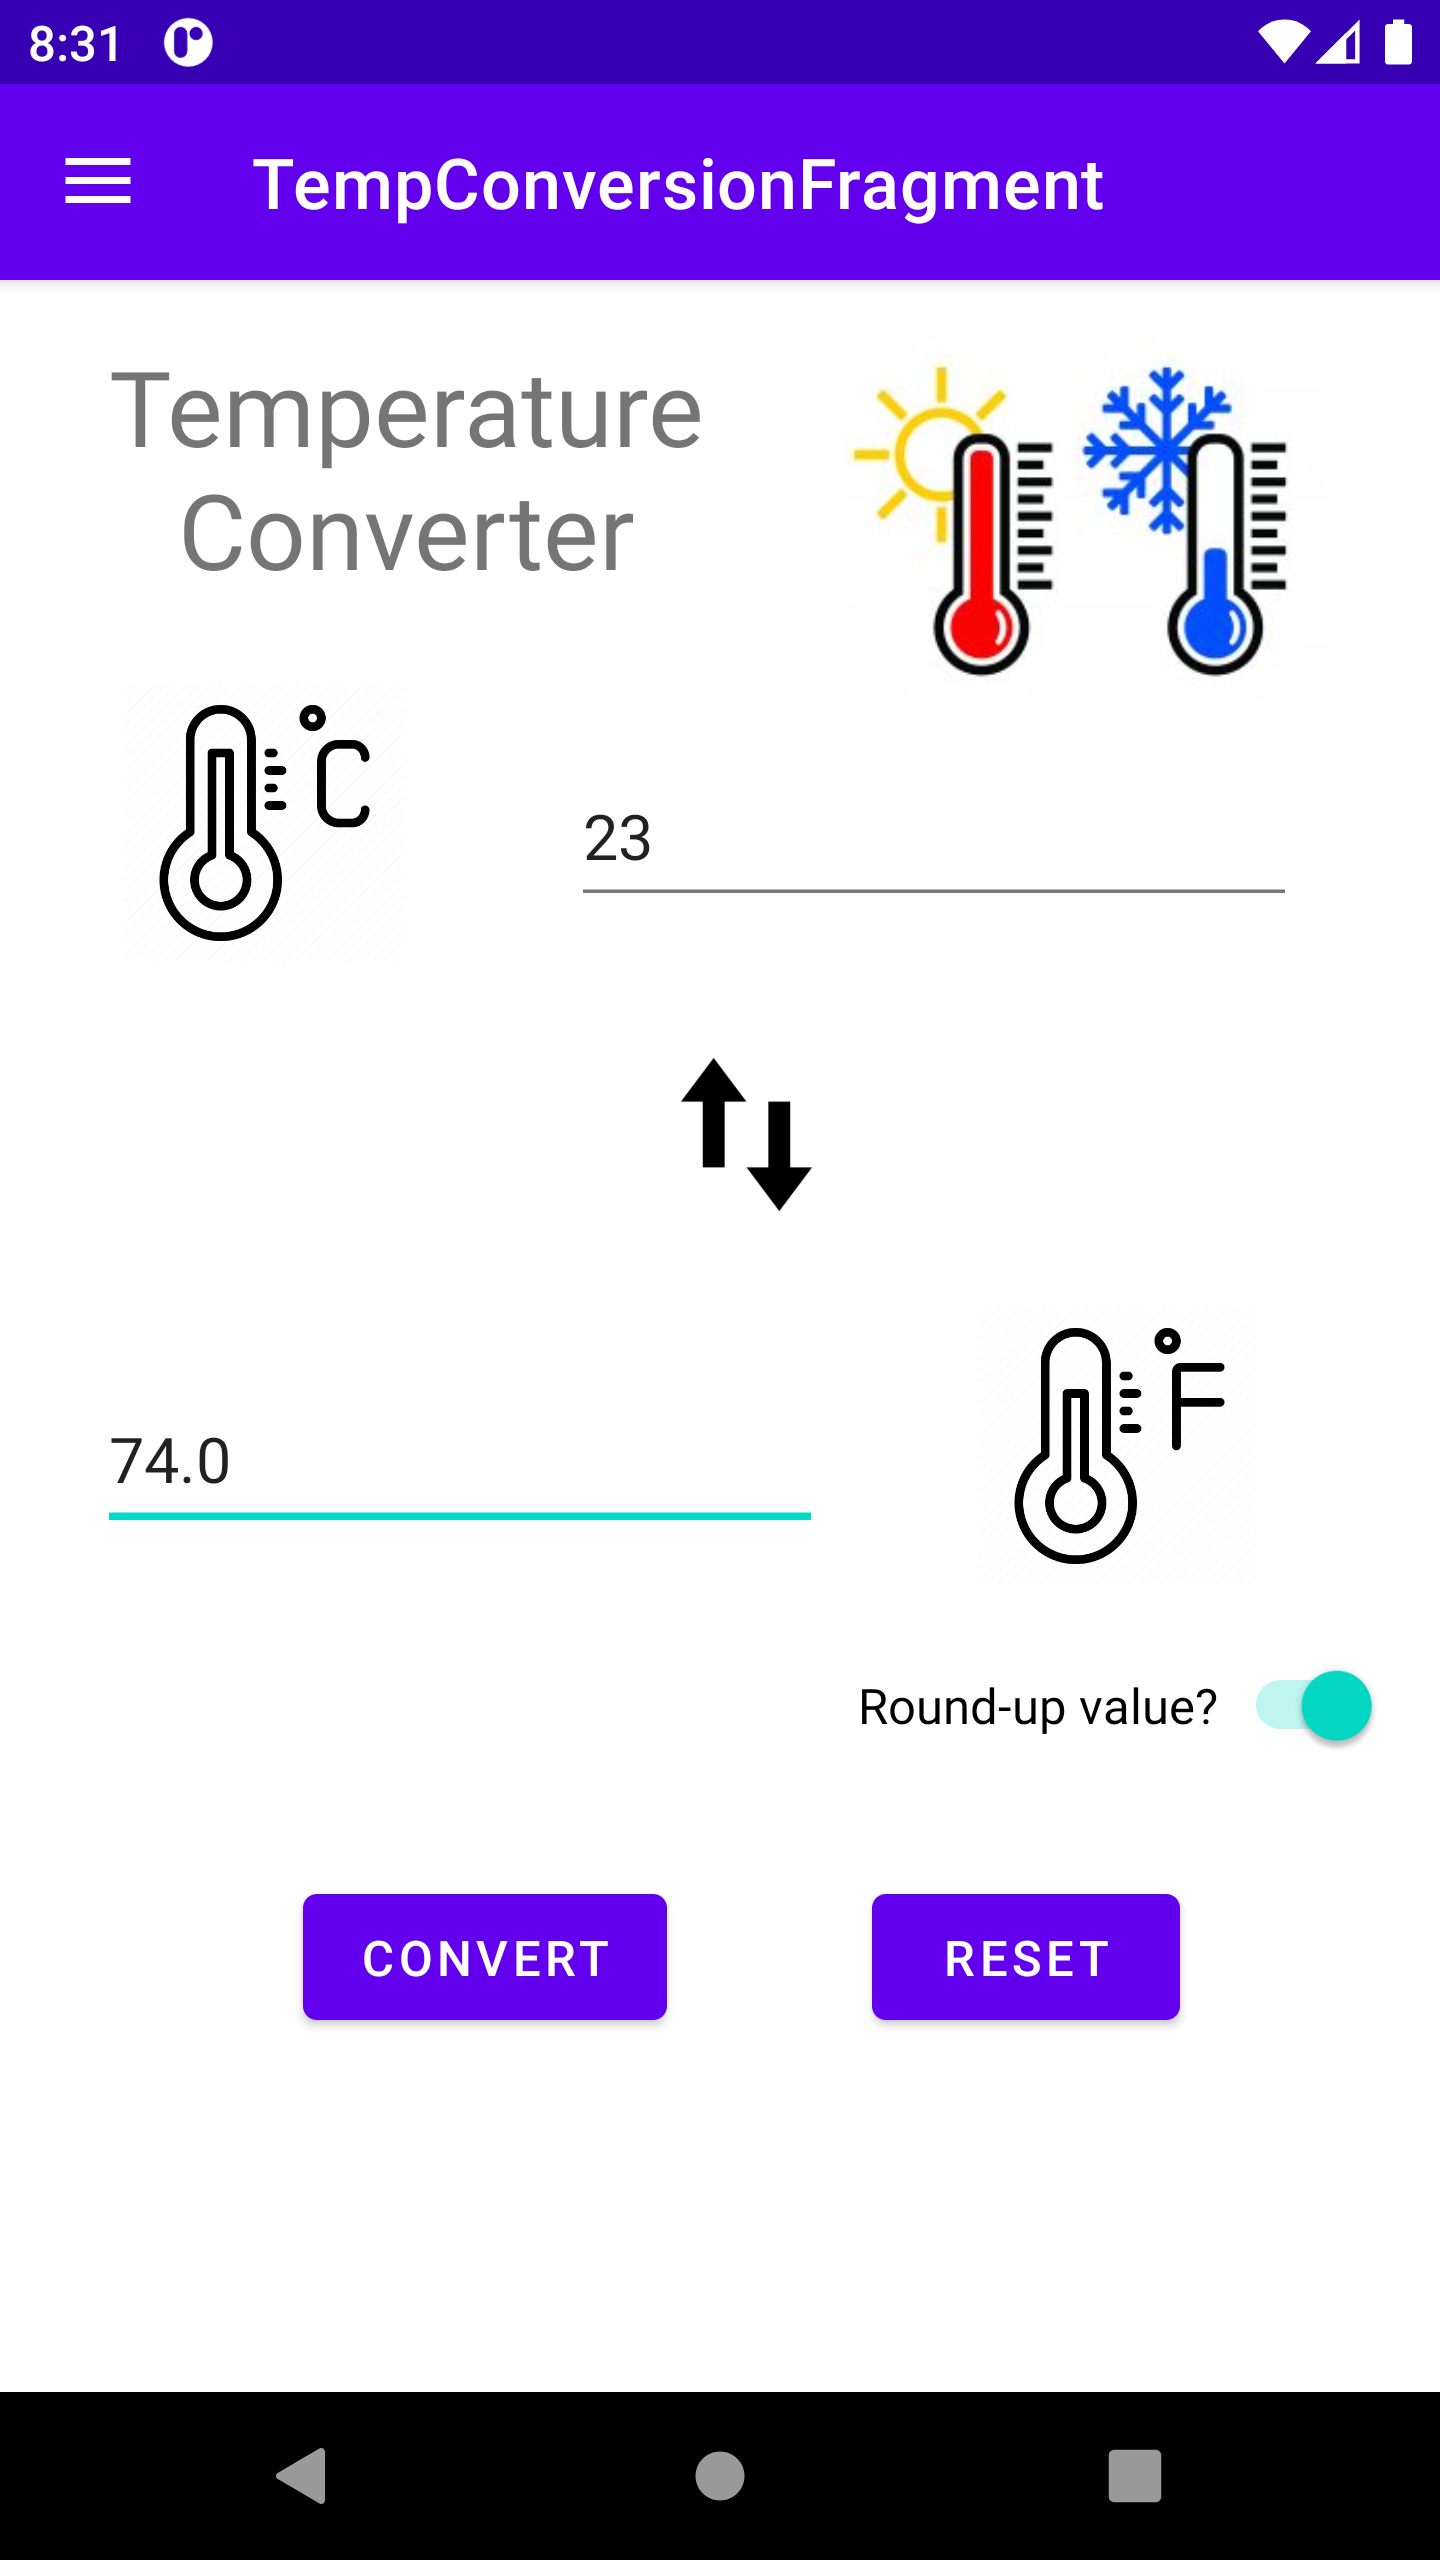 8:31
TempConversionFragment
Temperature
Converter
°C
23
74.0
°F
Round-up value?
CONVERT
RESET